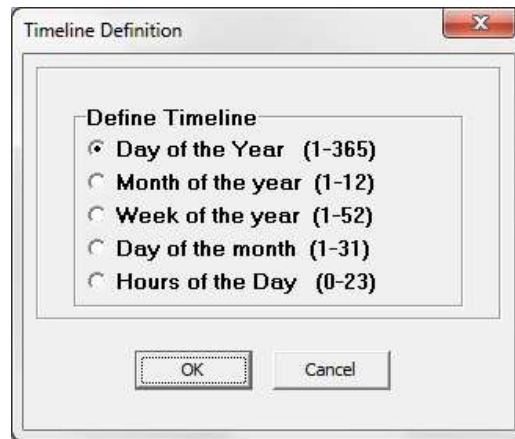 Timeline Definition
Define Timeline
Day of the Year (1-365)
Month of the year (1-12)
Week of the year (1-52)
Day of the month (1-31)
Hours of the Day (0-23)
OK Cancel